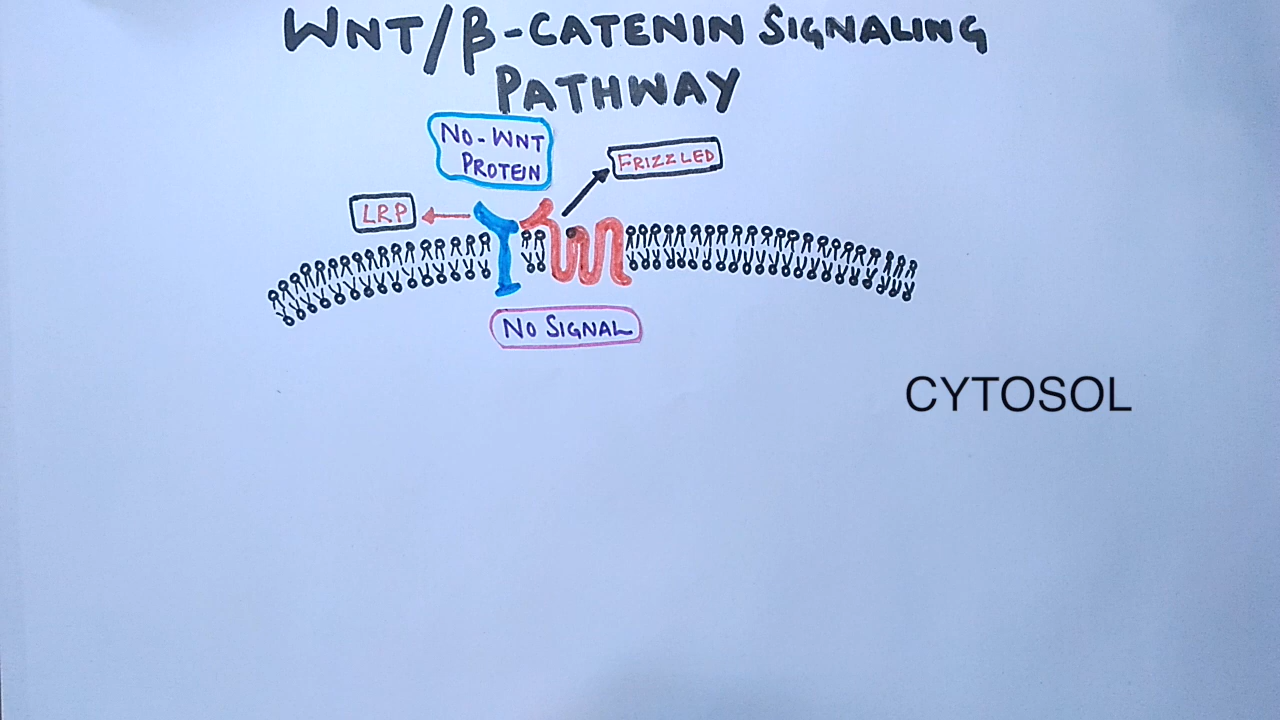 WNT/β-CATENIN SIGNALING
PATHWAY
NO-WNT
PROTEIN
FRIZZLED
LRP
NO SIGNAL
CYTOSOL